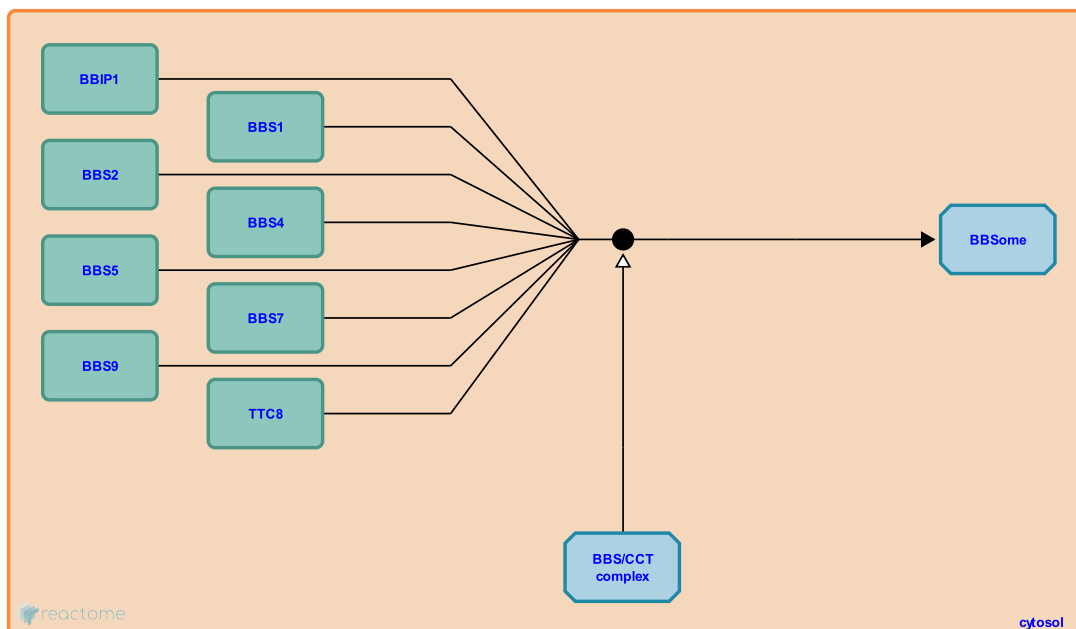 BBIP1
BBS1
BBS2
BBS4
BBSome
BBS5
BBS7
BBS9
TTC8
BBS/CCT
complex
reactome
cytosol